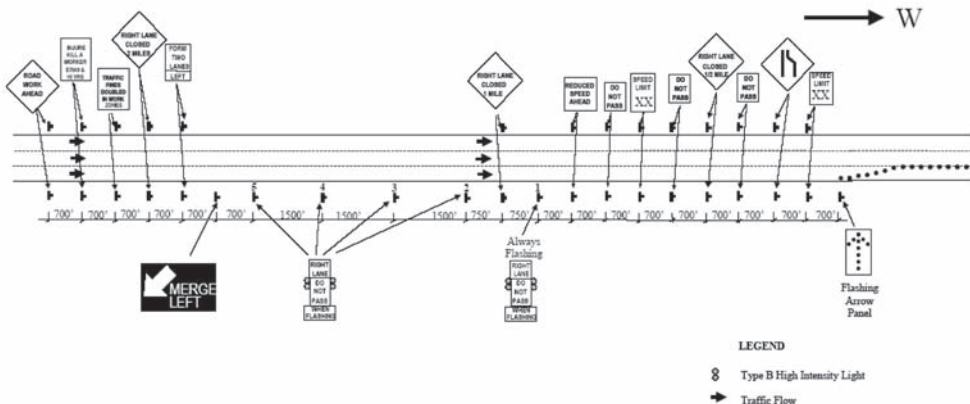 W
ROAD
WORK
AHEAD
INJURE
KILL A
WORKER
TRAFFIC
FINES
DOUBLED
IN WORK
ZONES
RIGHT LANE
CLOSED
2 MILES
FORM
TWO
LANES
LEFT
RIGHT LANE
CLOSED
1 MILE
REDUCED
SPEED
AHEAD
DO
NOT
PASS
SPEED
LIMIT
XX
DO
NOT
PASS
RIGHT LANE
CLOSED
1/2 MILE
DO
NOT
PASS
SPEED
LIMIT
XX
5
4
3
2
1
700'
700'
700'
700'
700'
700'
1500'
1500'
1500'
750'
750'
700'
700'
700'
700'
700'
700'
700'
700'
700'
MERGE
LEFT
RIGHT
LANE
DO
NOT
PASS
WHEN
FLASHING
Always
Flashing
RIGHT
LANE
DO
NOT
PASS
WHEN
FLASHING
Flashing
Arrow
Panel
LEGEND
Type B High Intensity Light
Traffic Flow